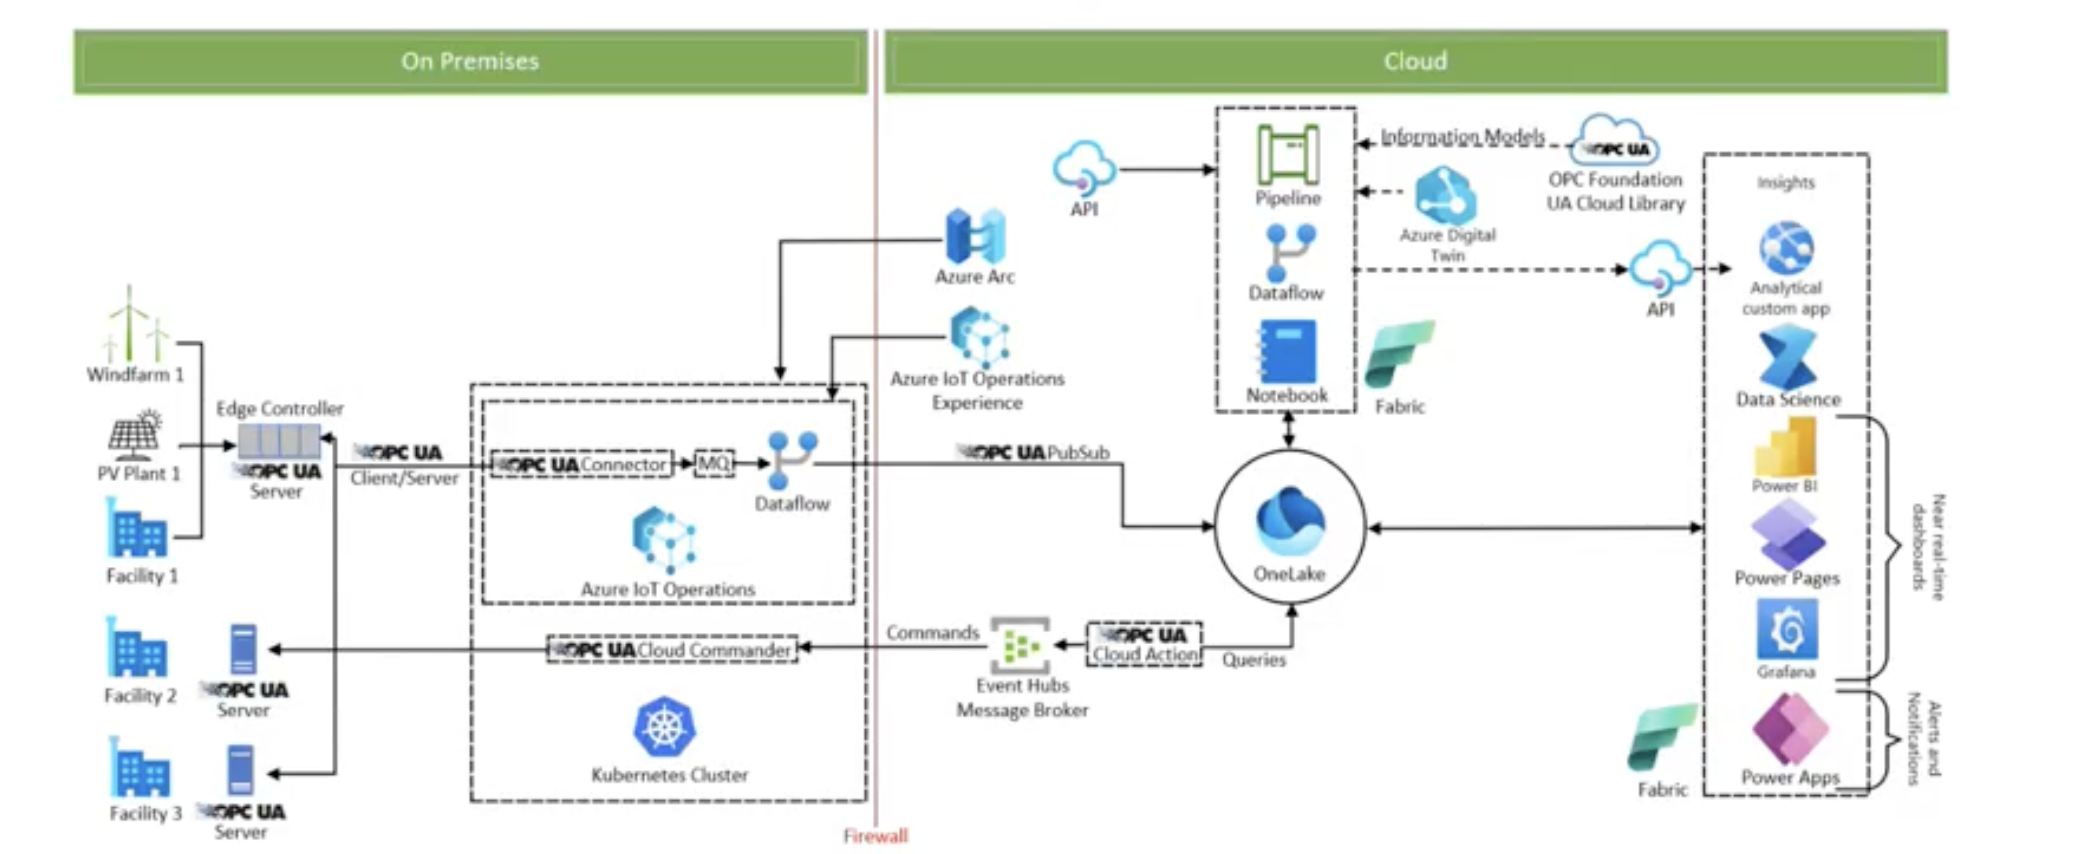 On Premises
Cloud
Windfarm 1
PV Plant 1
Facility 1
Edge Controller
OPC UA
Server
OPC UA
Client/Server
Facility 2
OPC UA
Server
Facility 3
OPC UA
Server
OPC UA Connector
MQ
Dataflow
Azure IoT Operations
OPC UA Cloud Commander
Kubernetes Cluster
Firewall
Azure Arc
Azure IoT Operations
Experience
OPC UA PubSub
Commands
Event Hubs
Message Broker
OPC UA
Cloud Action
Queries
API
Pipeline
Dataflow
Notebook
Fabric
OneLake
Information Models
OPC UA
OPC Foundation
UA Cloud Library
Azure Digital
Twin
API
Insights
Analytical
custom app
Data Science
Power BI
Power Pages
Grafana
Power Apps
Fabric
Near real-time
dashboards
Alerts and
Notifications